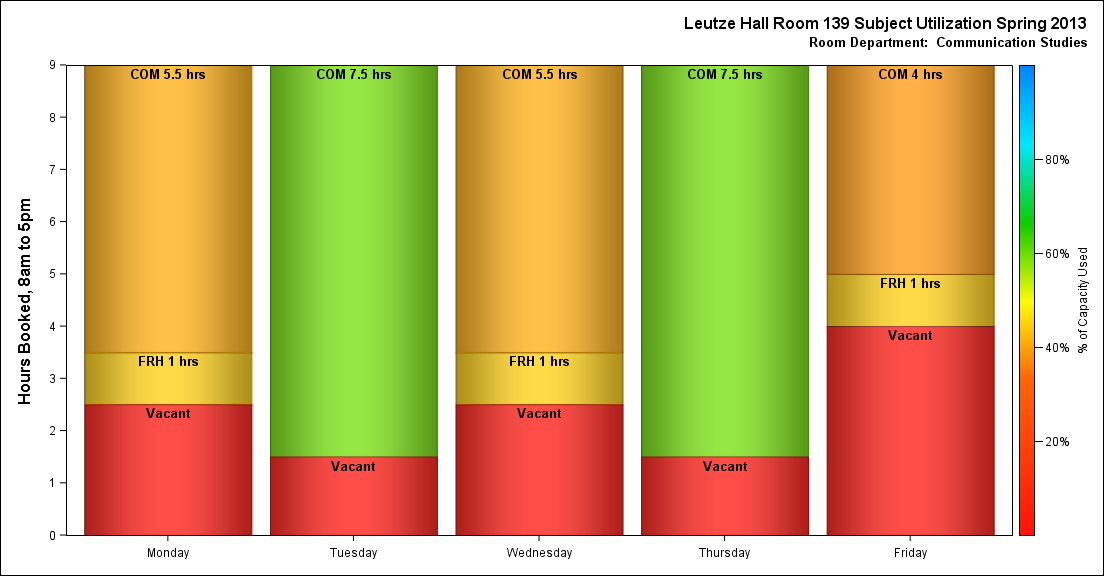 Leutze Hall Room 139 Subject Utilization Spring 2013
Room Department: Communication Studies
Hours Booked, 8am to 5pm
9
8
7
6
5
4
3
2
1
0
COM 5.5 hrs
FRH 1 hrs
Vacant
COM 7.5 hrs
Vacant
COM 5.5 hrs
FRH 1 hrs
Vacant
COM 7.5 hrs
Vacant
COM 4 hrs
FRH 1 hrs
Vacant
Monday
Tuesday
Wednesday
Thursday
Friday
80%
60%
40%
20%
% of Capacity Used